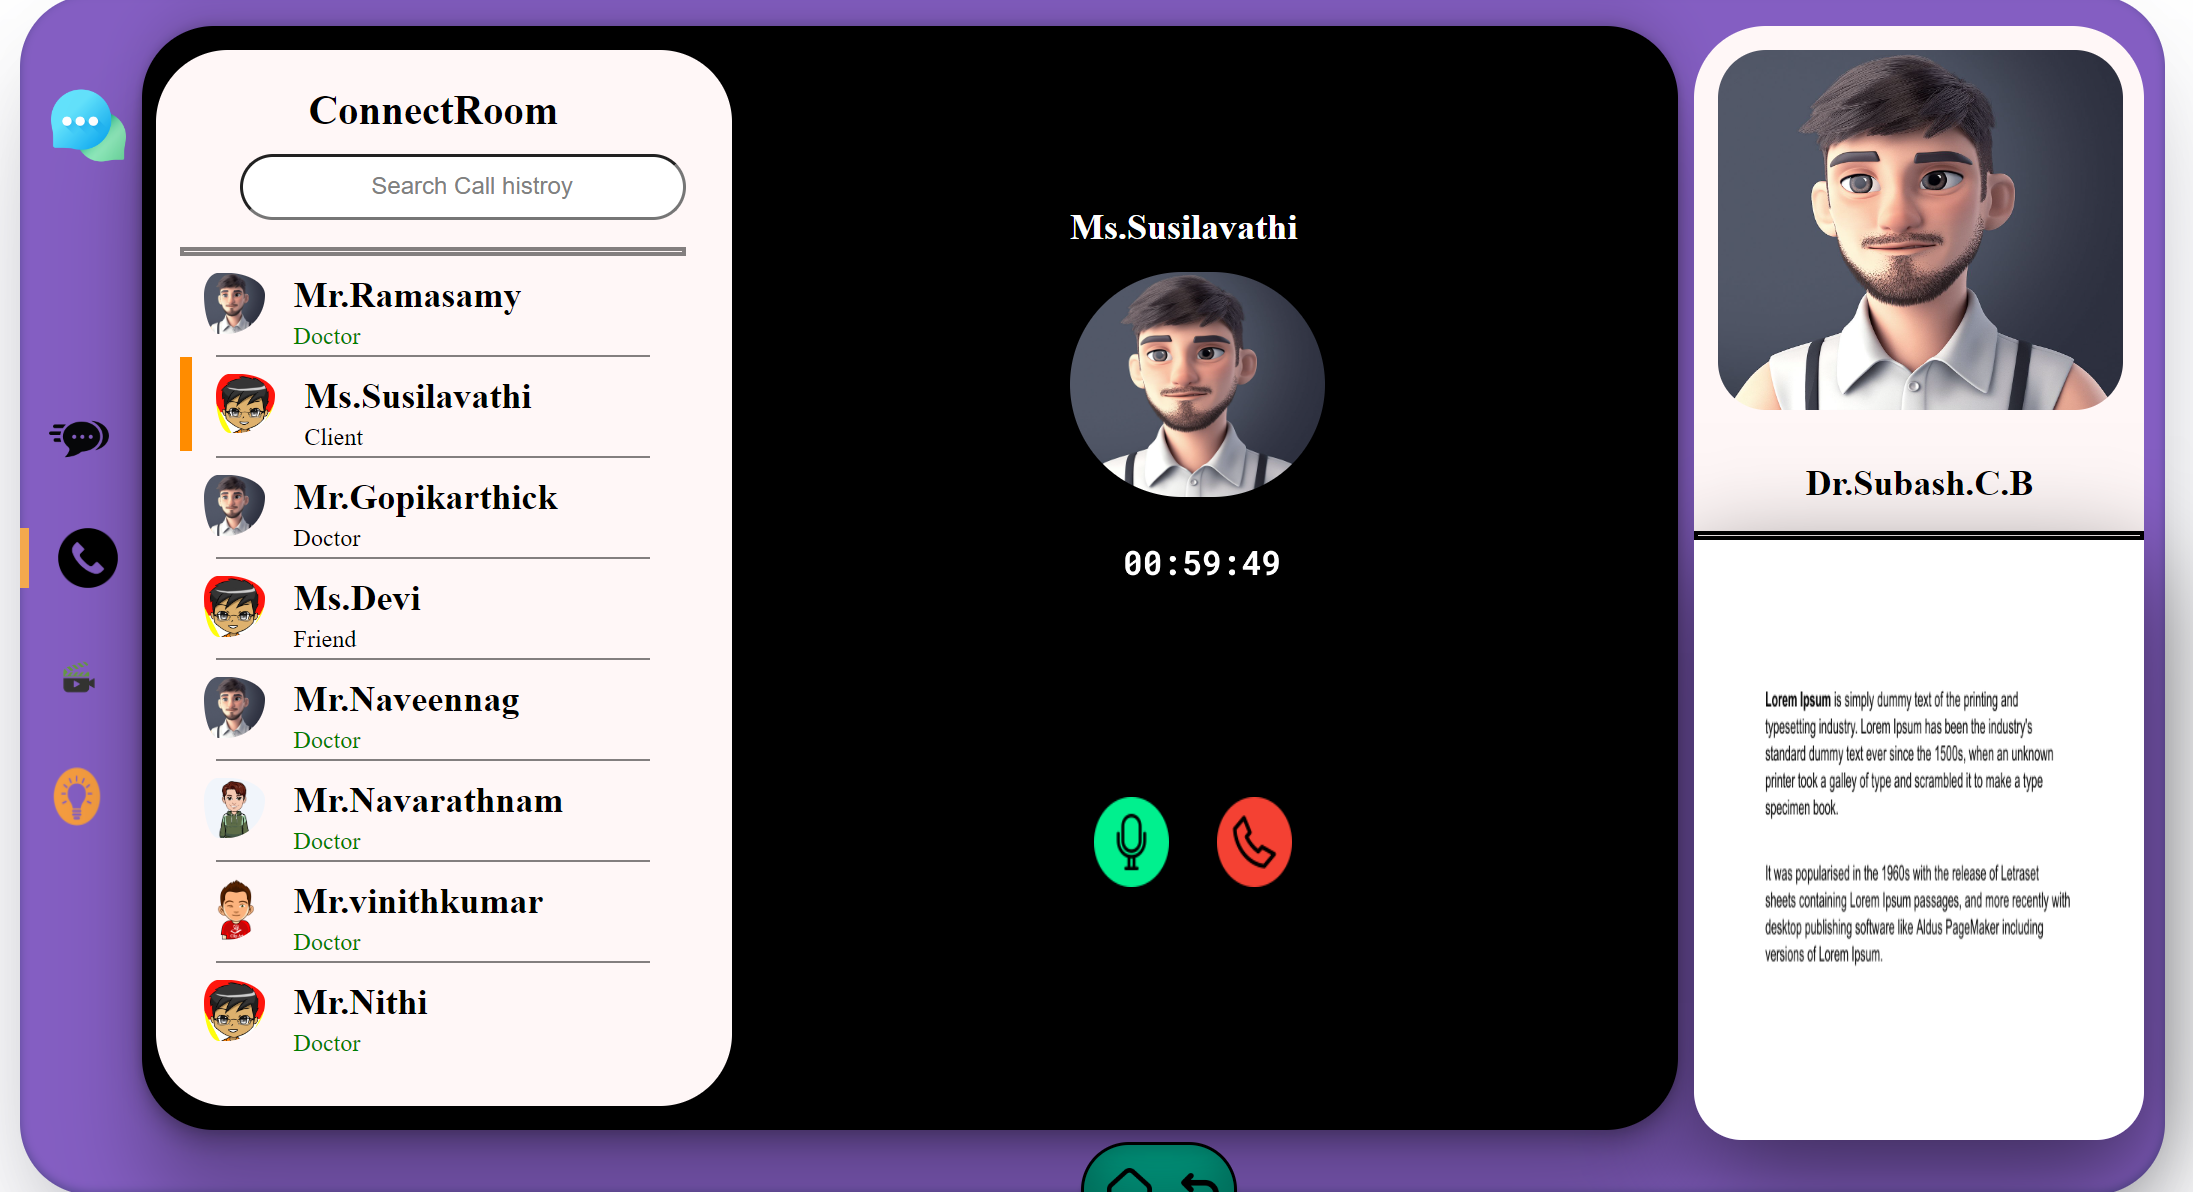 ConnectRoom
Search Call histroy
Mr.Ramasamy
Doctor
Ms.Susilavathi
Client
Mr.Gopikarthick
Doctor
Ms.Devi
Friend
Mr.Naveennag
Doctor
Mr.Navarathnam
Doctor
Mr.vinithkumar
Doctor
Mr.Nithi
Doctor
Ms.Susilavathi
00:59:49
Dr.Subash.C.B
Lorem Ipsum is simply dummy text of the printing and
typesetting industry. Lorem Ipsum has been the industry's
standard dummy text ever since the 1500s, when an unknown
printer took a galley of type and scrambled it to make a type
specimen book.
It was popularised in the 1960s with the release of Letraset
sheets containing Lorem Ipsum passages, and more recently with
desktop publishing software like Aldus PageMaker including
versions of Lorem Ipsum.